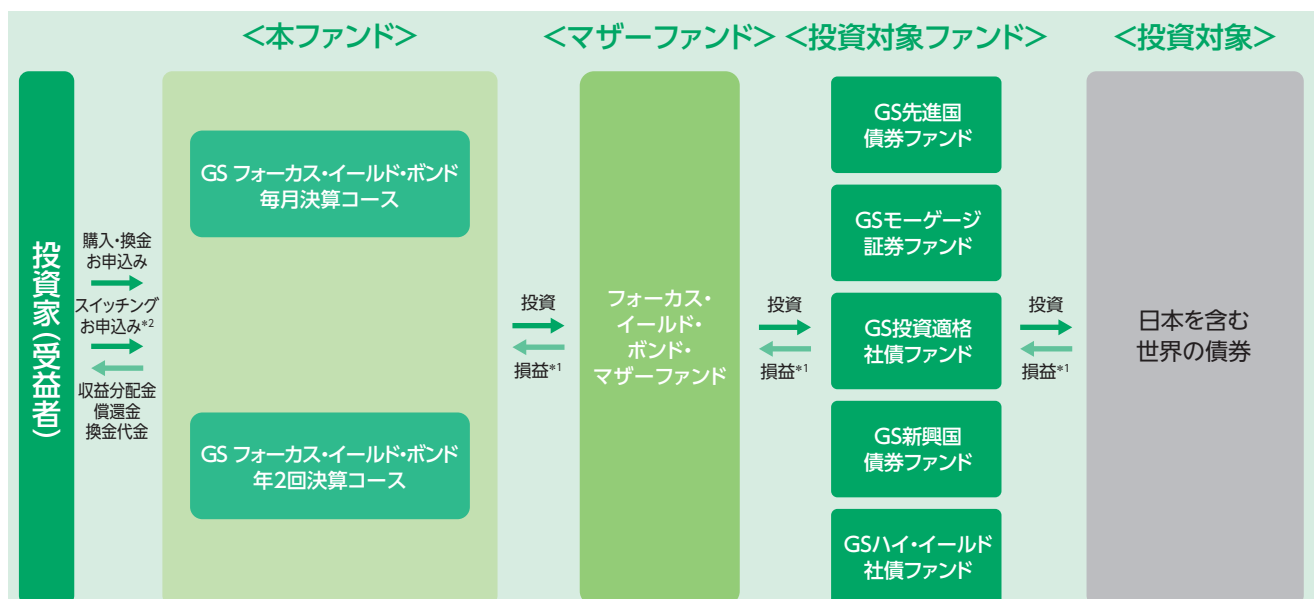 <本ファンド>
<マザーファンド>
<投資対象ファンド>
<投資対象>
投資家(受益者)
購入・換金
お申込み
スイッチング
お申込み*2
収益分配金
償還金
換金代金
GS フォーカス・イールド・ボンド
毎月決算コース
GS フォーカス・イールド・ボンド
年2回決算コース
投資
損益*1
フォーカス・
イールド・
ボンド・
マザーファンド
投資
損益*1
GS先進国
債券ファンド
GSモーゲージ
証券ファンド
GS投資適格
社債ファンド
GS新興国
債券ファンド
GSハイ・イールド
社債ファンド
投資
損益*1
日本を含む
世界の債券